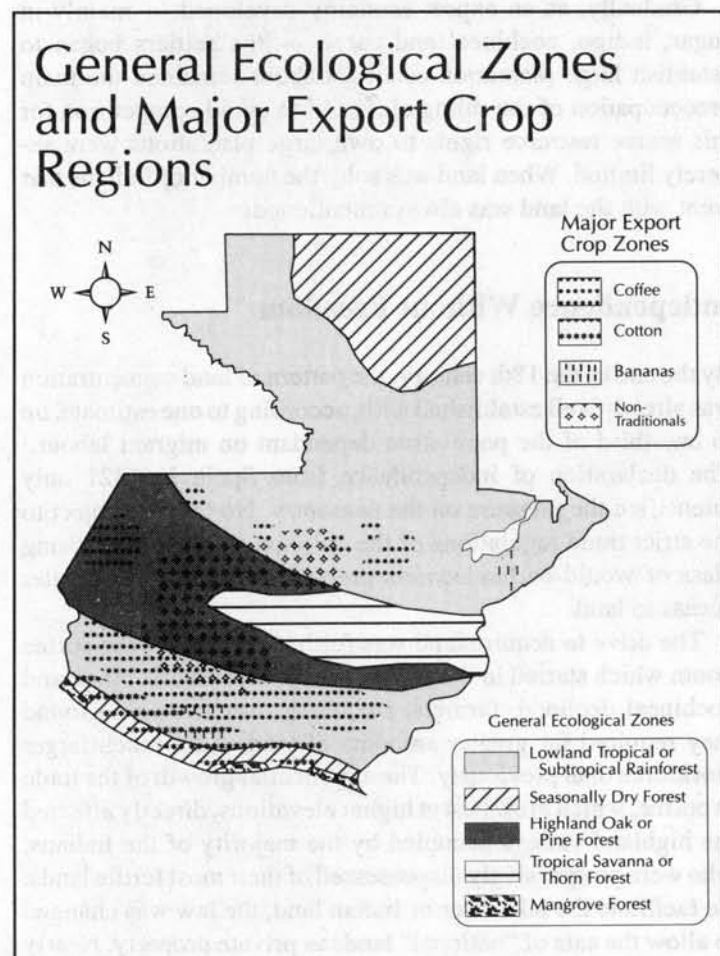 General Ecological Zones
and Major Export Crop
Regions
N
W E
S
Major Export
Crop Zones
Coffee
Cotton
Bananas
Non-
Traditionals
General Ecological Zones
Lowland Tropical or
Subtropical Rainforest
Seasonally Dry Forest
Highland Oak or
Pine Forest
Tropical Savanna or
Thorn Forest
Mangrove Forest